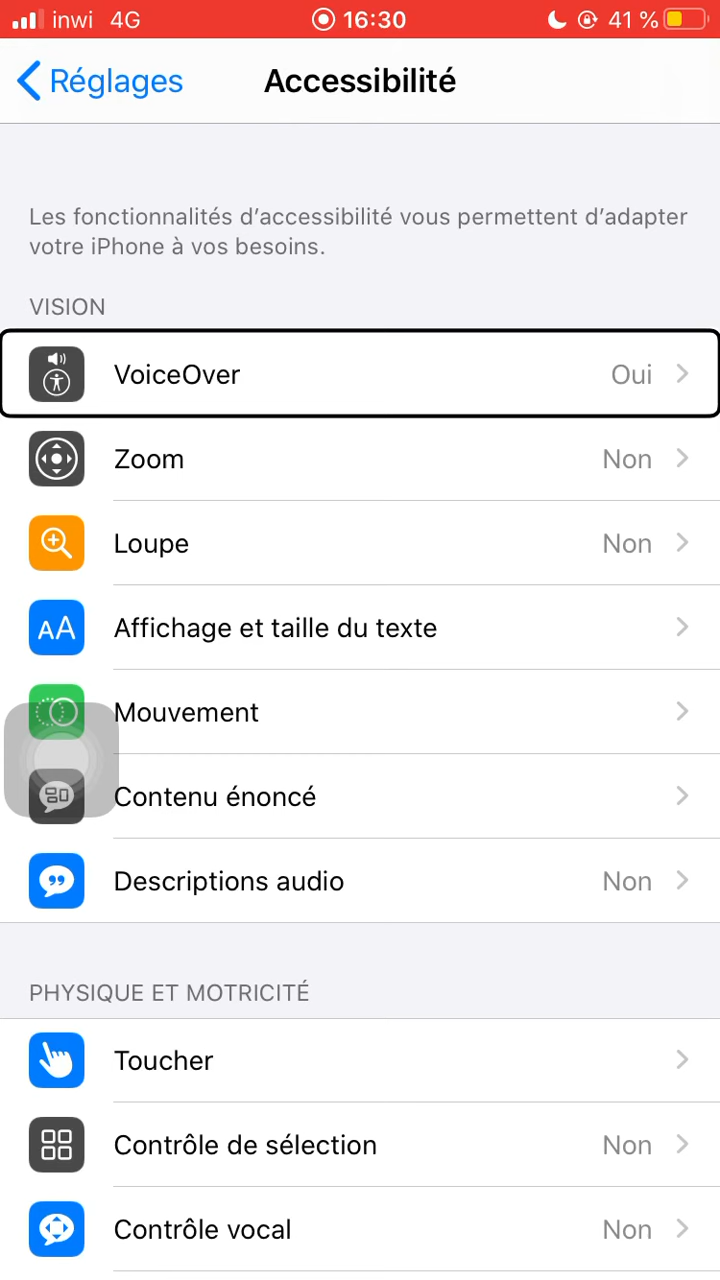 inwi 4G 16:30 41 %
Réglages Accessibilité
Les fonctionnalités d’accessibilité vous permettent d’adapter
votre iPhone à vos besoins.
VISION
VoiceOver Oui
Zoom Non
Loupe Non
AA Affichage et taille du texte
Mouvement
Contenu énoncé
Descriptions audio Non
PHYSIQUE ET MOTRICITÉ
Toucher
Contrôle de sélection Non
Contrôle vocal Non